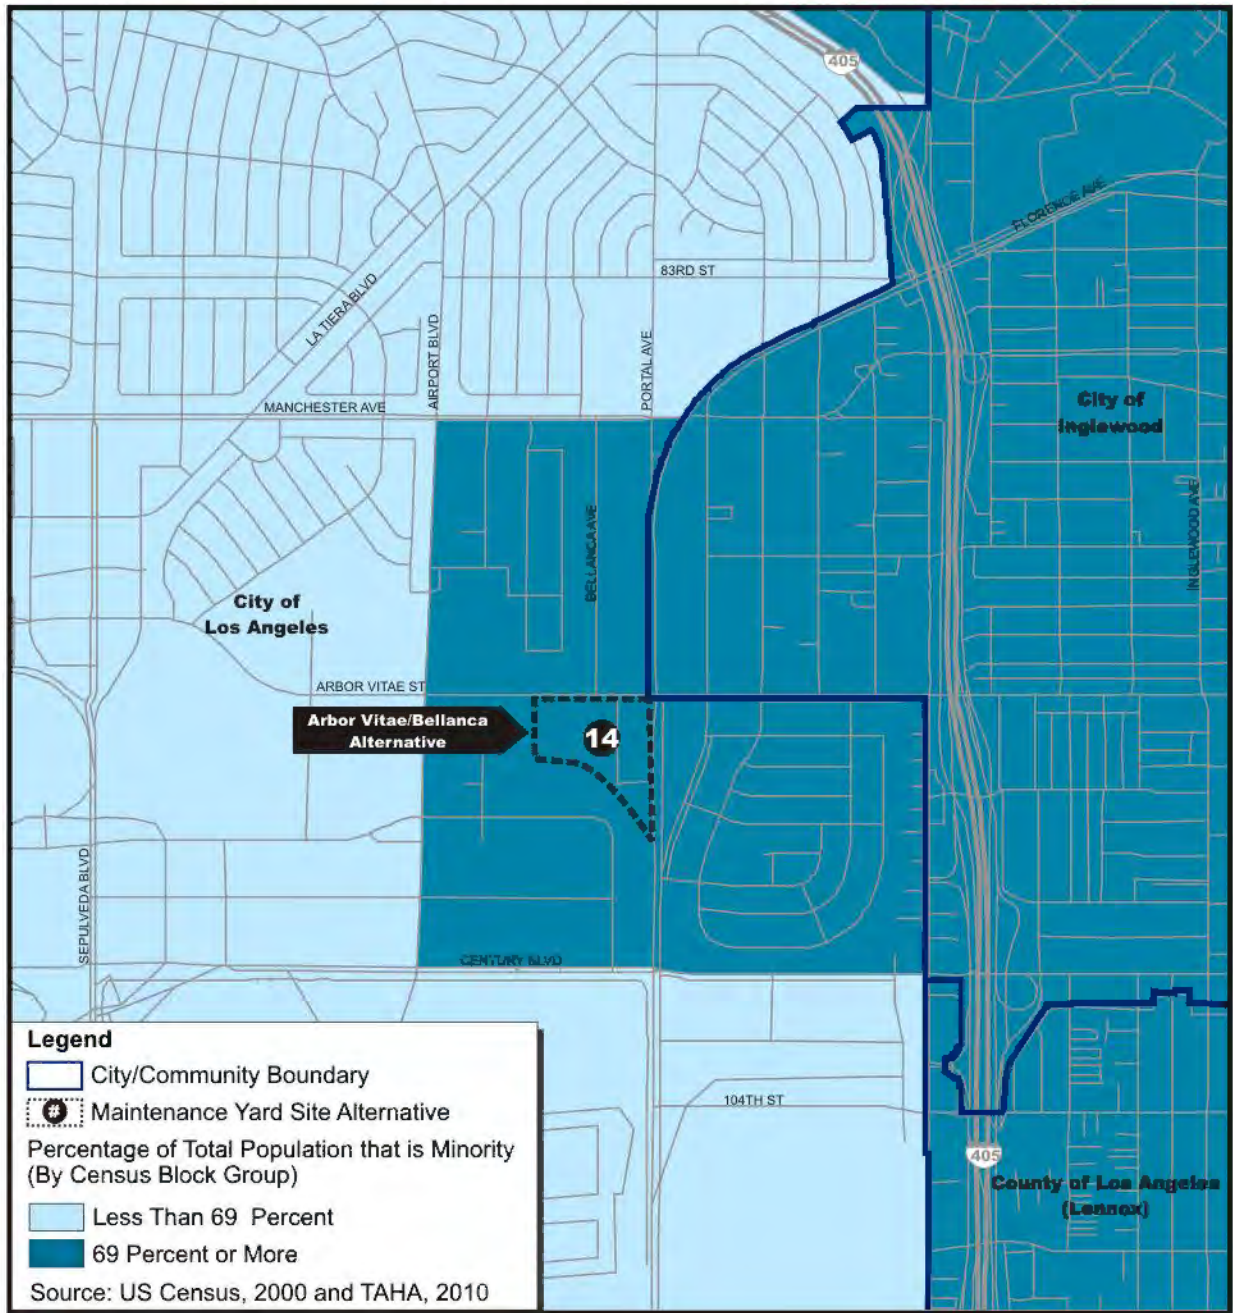 405
FLORENCE AVE
83RD ST
LA TIERA BLVD
AIRPORT BLVD
PORTAL AVE
MANCHESTER AVE
City of
Inglewood
INGLEWOOD AVE
BELLANCA AVE
City of
Los Angeles
ARBOR VITAE ST
Arbor Vitae/Bellanca
Alternative
14
SEPULVEDA BLVD
CENTURY BLVD
104TH ST
405
County of Los Angeles
(Lennox)
Legend
City/Community Boundary
# Maintenance Yard Site Alternative
Percentage of Total Population that is Minority
(By Census Block Group)
Less Than 69 Percent
69 Percent or More
Source: US Census, 2000 and TAHA, 2010